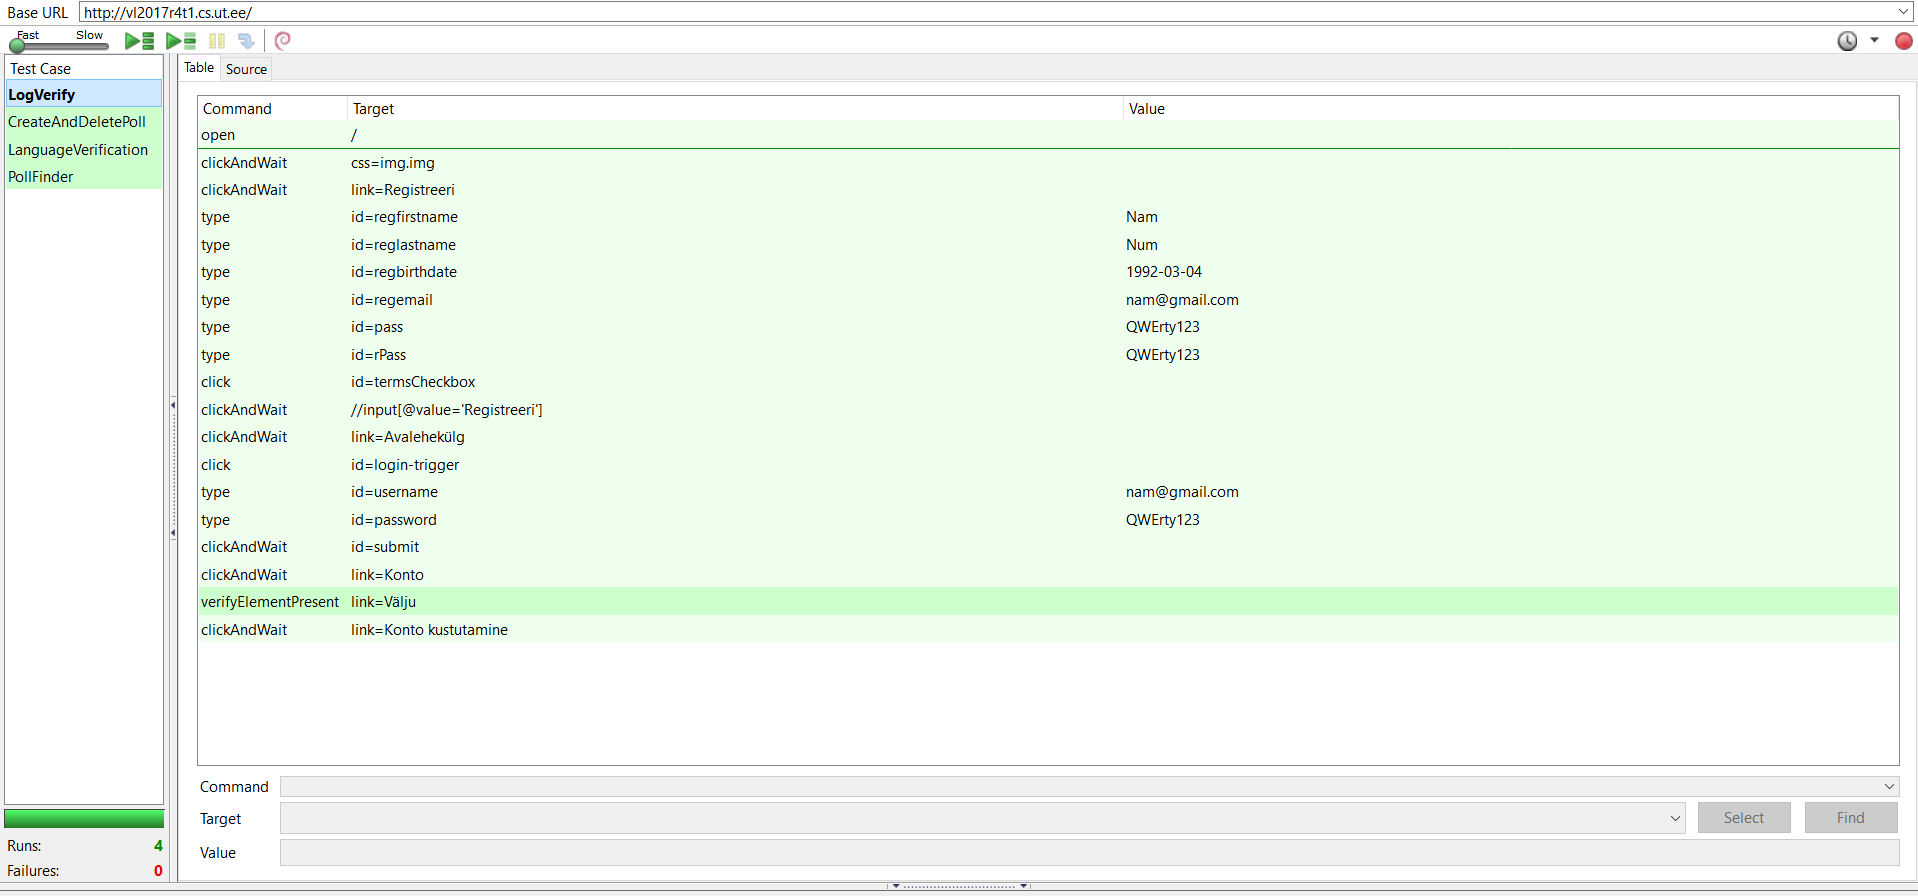 Base URL http://vl2017r4t1.cs.ut.ee/
Fast Slow
Test Case
LogVerify
CreateAndDeletePoll
LanguageVerification
PollFinder
Runs: 4
Failures: 0
Table Source
Command Target Value
open /
clickAndWait css=img.img
clickAndWait link=Registreeri
type id=regfirstname Nam
type id=reglastname Num
type id=regbirthdate 1992-03-04
type id=regemail nam@gmail.com
type id=pass QWErty123
type id=rPass QWErty123
click id=termsCheckbox
clickAndWait //input[@value='Registreeri']
clickAndWait link=Avalehekülg
click id=login-trigger
type id=username nam@gmail.com
type id=password QWErty123
clickAndWait id=submit
clickAndWait link=Konto
verifyElementPresent link=Välju
clickAndWait link=Konto kustutamine
Command
Target Select Find
Value